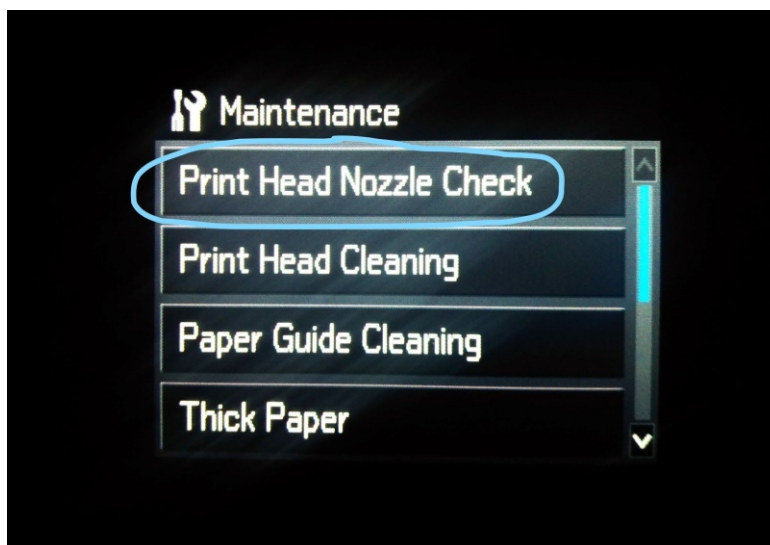 Maintenance
Print Head Nozzle Check
Print Head Cleaning
Paper Guide Cleaning
Thick Paper